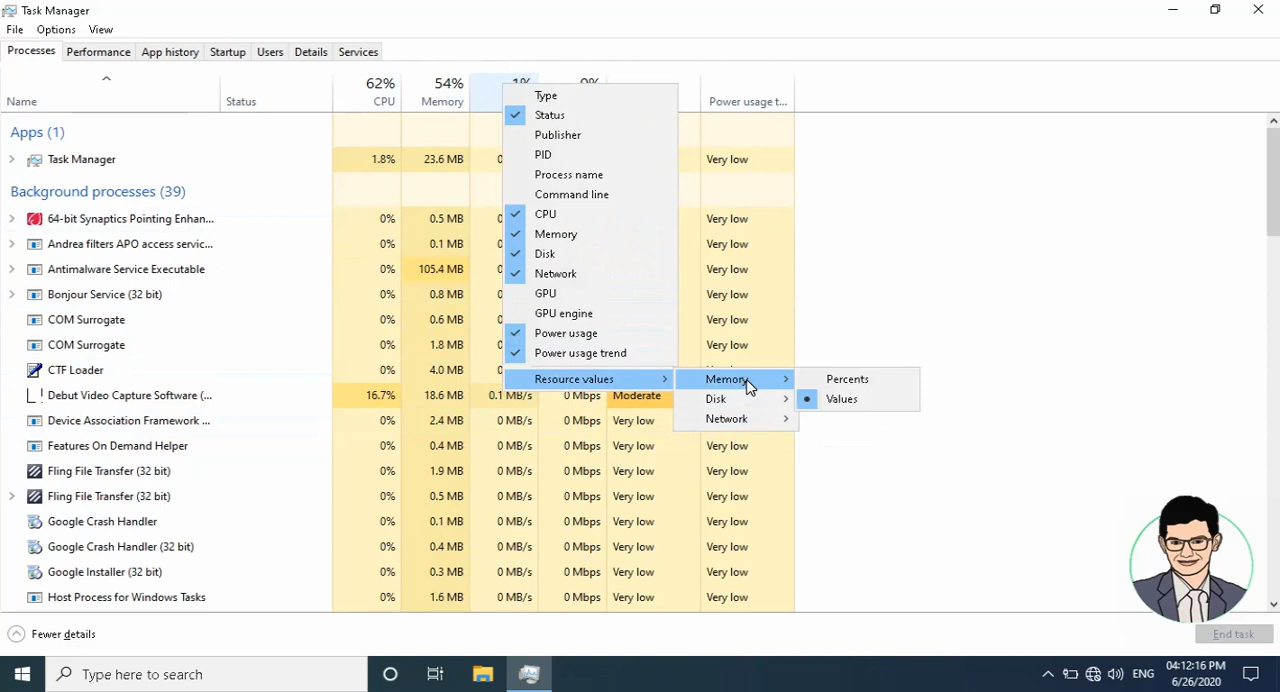 Task Manager
File Options View
Processes Performance App history Startup Users Details Services
62% 54% 1% 0%
Name Status CPU Memory Power usage t...
Apps (1)
Task Manager 1.8% 23.6 MB Very low
Background processes (39)
64-bit Synaptics Pointing Enhan... 0% 0.5 MB Very low
Andrea filters APO access servic... 0% 0.1 MB Very low
Antimalware Service Executable 0% 105.4 MB Very low
Bonjour Service (32 bit) 0% 0.8 MB Very low
COM Surrogate 0% 0.6 MB Very low
COM Surrogate 0% 1.8 MB Very low
CTF Loader 0% 4.0 MB
Debut Video Capture Software (... 16.7% 18.6 MB 0.1 MB/s 0 Mbps Moderate
Device Association Framework ... 0% 2.4 MB 0 MB/s 0 Mbps Very low
Features On Demand Helper 0% 0.4 MB 0 MB/s 0 Mbps Very low Very low
Fling File Transfer (32 bit) 0% 1.9 MB 0 MB/s 0 Mbps Very low Very low
Fling File Transfer (32 bit) 0% 0.5 MB 0 MB/s 0 Mbps Very low Very low
Google Crash Handler 0% 0.1 MB 0 MB/s 0 Mbps Very low Very low
Google Crash Handler (32 bit) 0% 0.4 MB 0 MB/s 0 Mbps Very low Very low
Google Installer (32 bit) 0% 0.3 MB 0 MB/s 0 Mbps Very low Very low
Host Process for Windows Tasks 0% 1.6 MB 0 MB/s 0 Mbps Very low Very low
Type
Status
Publisher
PID
Process name
Command line
CPU
Memory
Disk
Network
GPU
GPU engine
Power usage
Power usage trend
Resource values
Memory
Disk
Network
Percents
Values
Fewer details End task
Type here to search
ENG
04:12:16 PM
6/26/2020